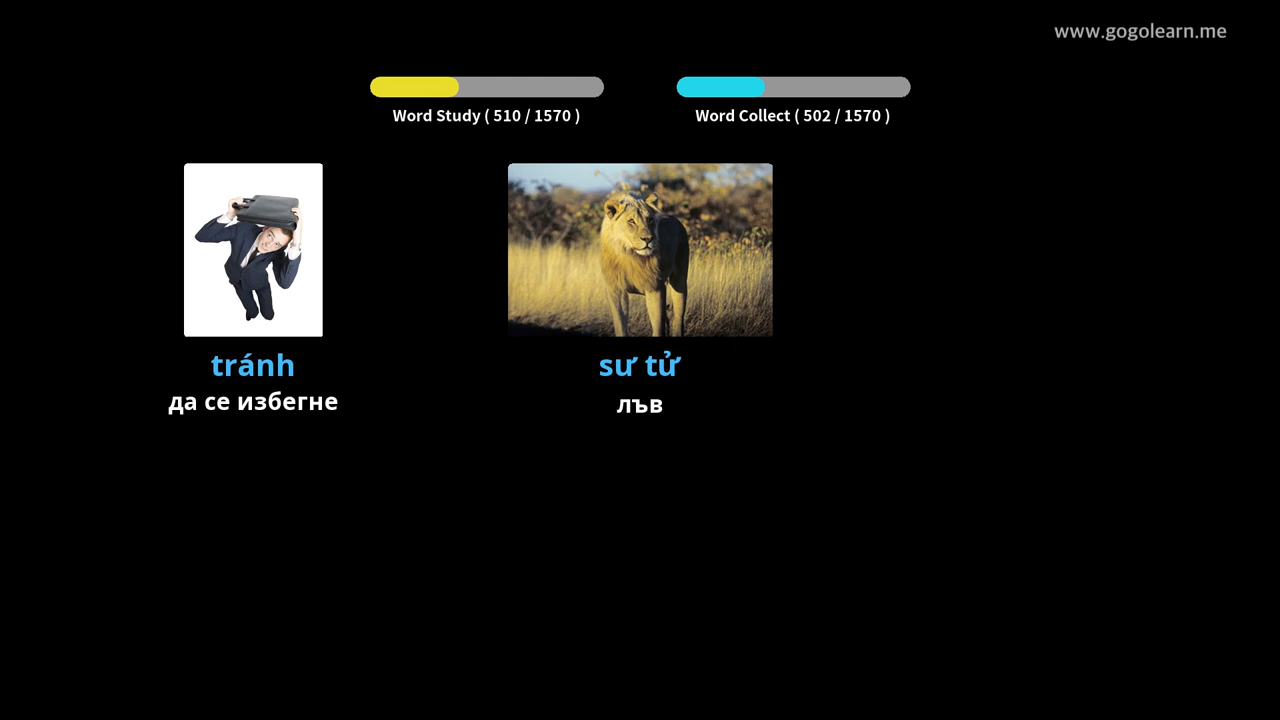 www.gogolearn.me
Word Study ( 510 / 1570 )
Word Collect ( 502 / 1570 )
tránh
да се избегне
sư tử
лъв